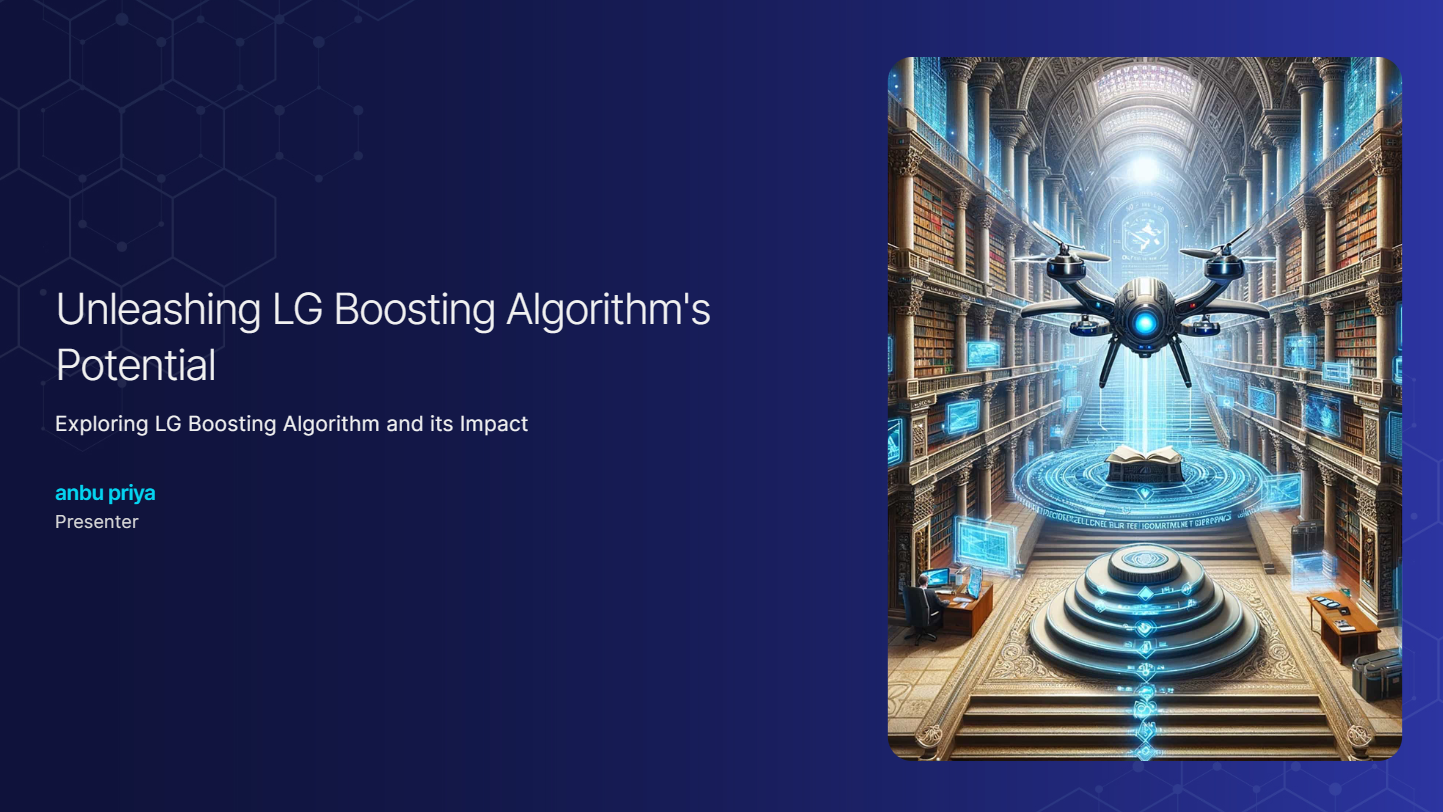 Unleashing LG Boosting Algorithm's
Potential
Exploring LG Boosting Algorithm and its Impact
anbu priya
Presenter